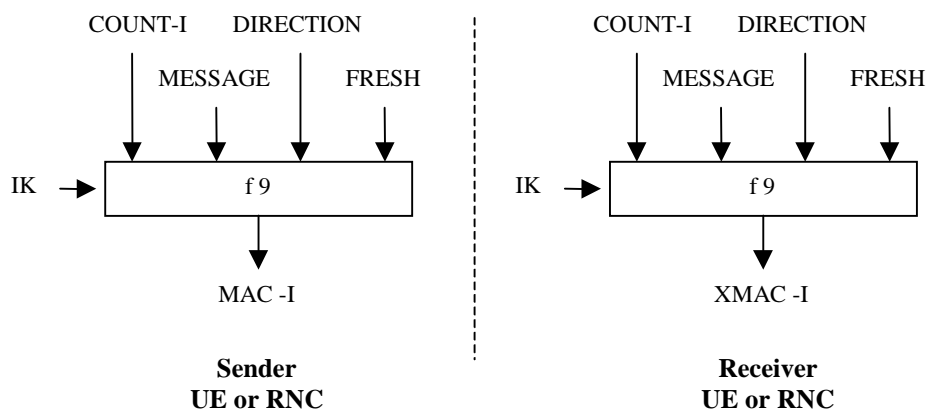 COUNT-I DIRECTION
MESSAGE FRESH
IK
f 9
MAC -I
Sender
UE or RNC
COUNT-I DIRECTION
MESSAGE FRESH
IK
f 9
XMAC -I
Receiver
UE or RNC